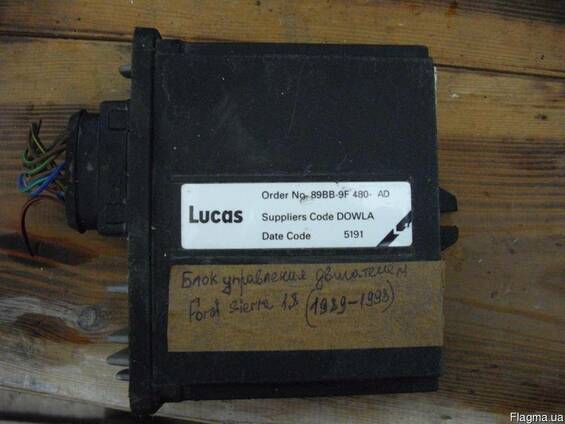 Lucas
Order No. 89BB-9F 480- AD
Suppliers Code DOWLA
Date Code 5191
Блок управления двигателем
Ford Sierra 1,8 (1989-1993)
Flagma.ua